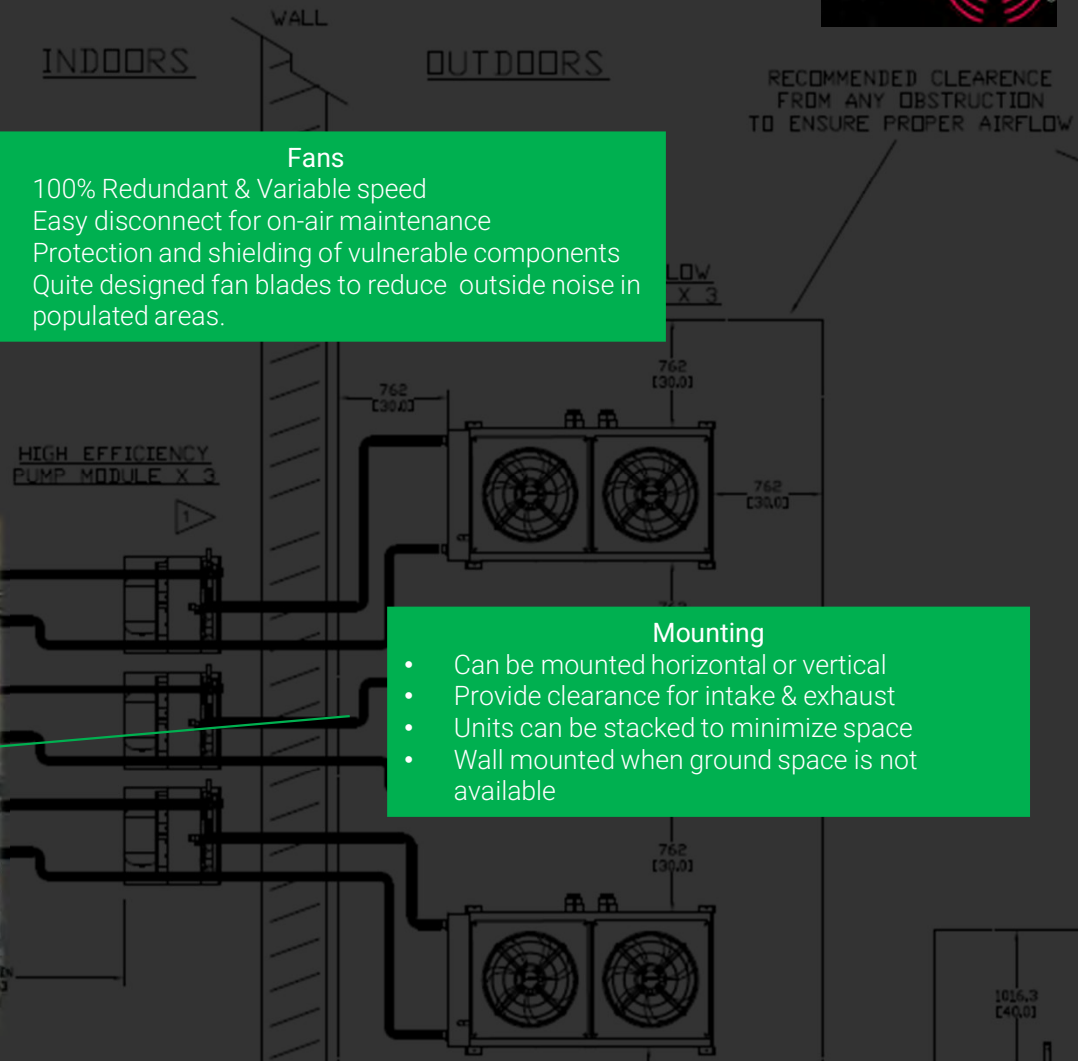 WALL
INDOORS
OUTDOORS
RECOMMENDED CLEARENCE
FROM ANY OBSTRUCTION
TO ENSURE PROPER AIRFLOW
Fans
100% Redundant & Variable speed
Easy disconnect for on-air maintenance
Protection and shielding of vulnerable components
Quite designed fan blades to reduce outside noise in
populated areas.
LOW
X 3
762
[30.0]
762
[30.0]
HIGH EFFICIENCY
PUMP MODULE X 3
1
762
[30.0]
Mounting
• Can be mounted horizontal or vertical
• Provide clearance for intake & exhaust
• Units can be stacked to minimize space
• Wall mounted when ground space is not
available
762
[30.0]
1016.3
[40.0]